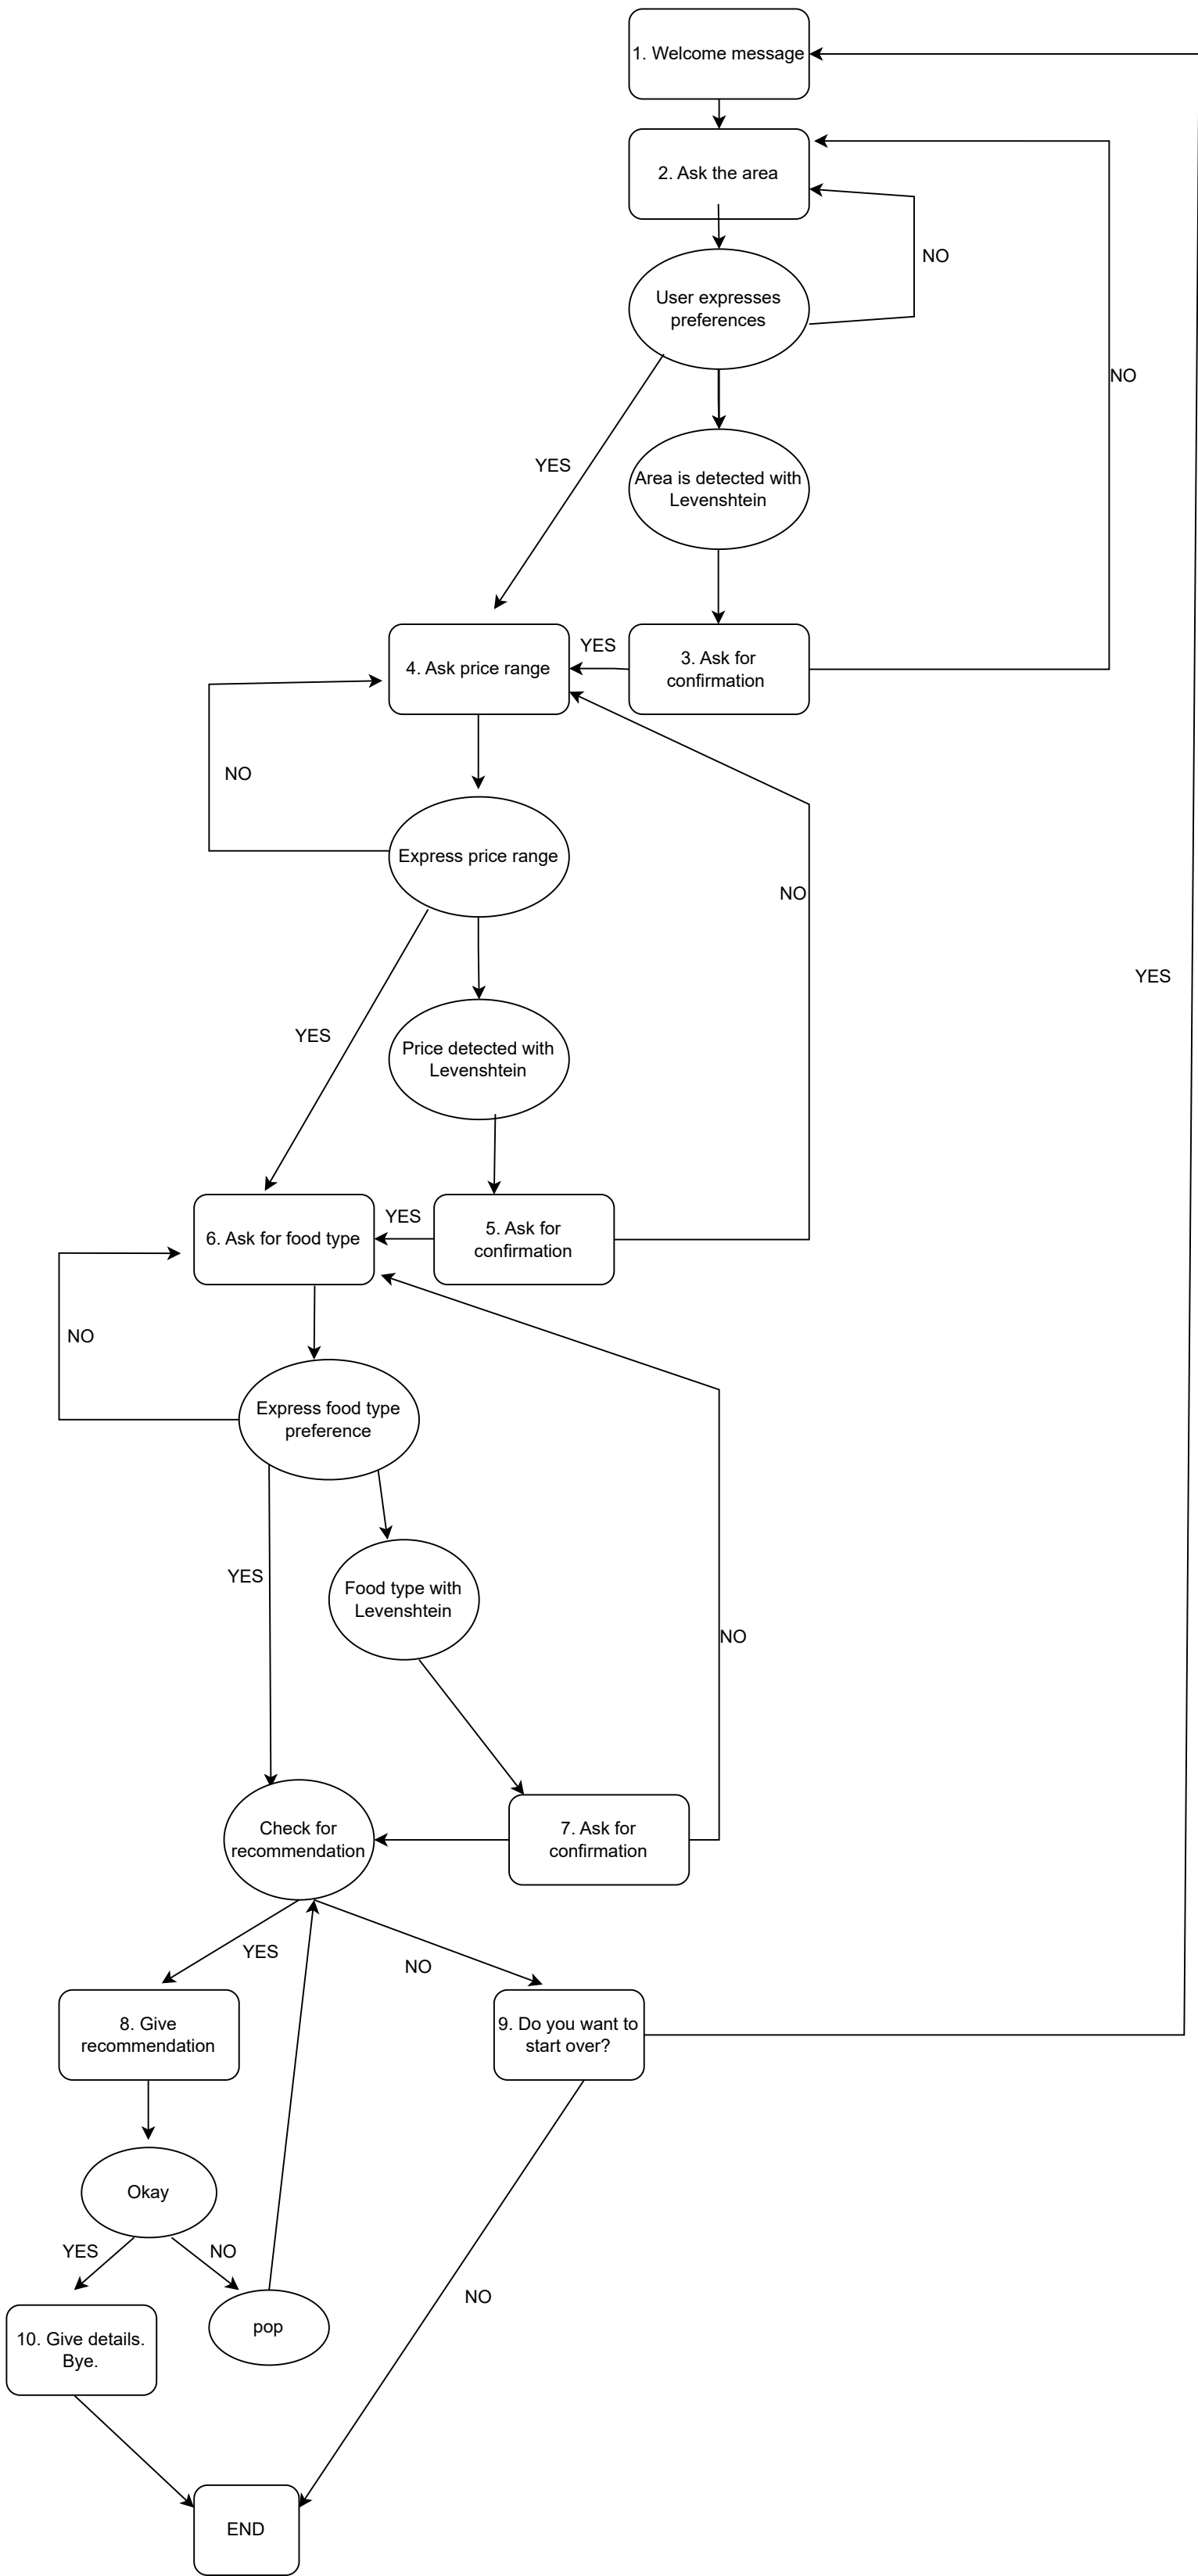 1. Welcome message
2. Ask the area
NO
User expresses
preferences
NO
YES
Area is detected with
Levenshtein
YES
4. Ask price range
3. Ask for
confirmation
NO
Express price range
NO
YES
YES
Price detected with
Levenshtein
YES
6. Ask for food type
5. Ask for
confirmation
NO
Express food type
preference
YES
Food type with
Levenshtein
NO
Check for
recommendation
7. Ask for
confirmation
YES
NO
8. Give
recommendation
9. Do you want to
start over?
Okay
YES
NO
NO
pop
10. Give details.
Bye.
END